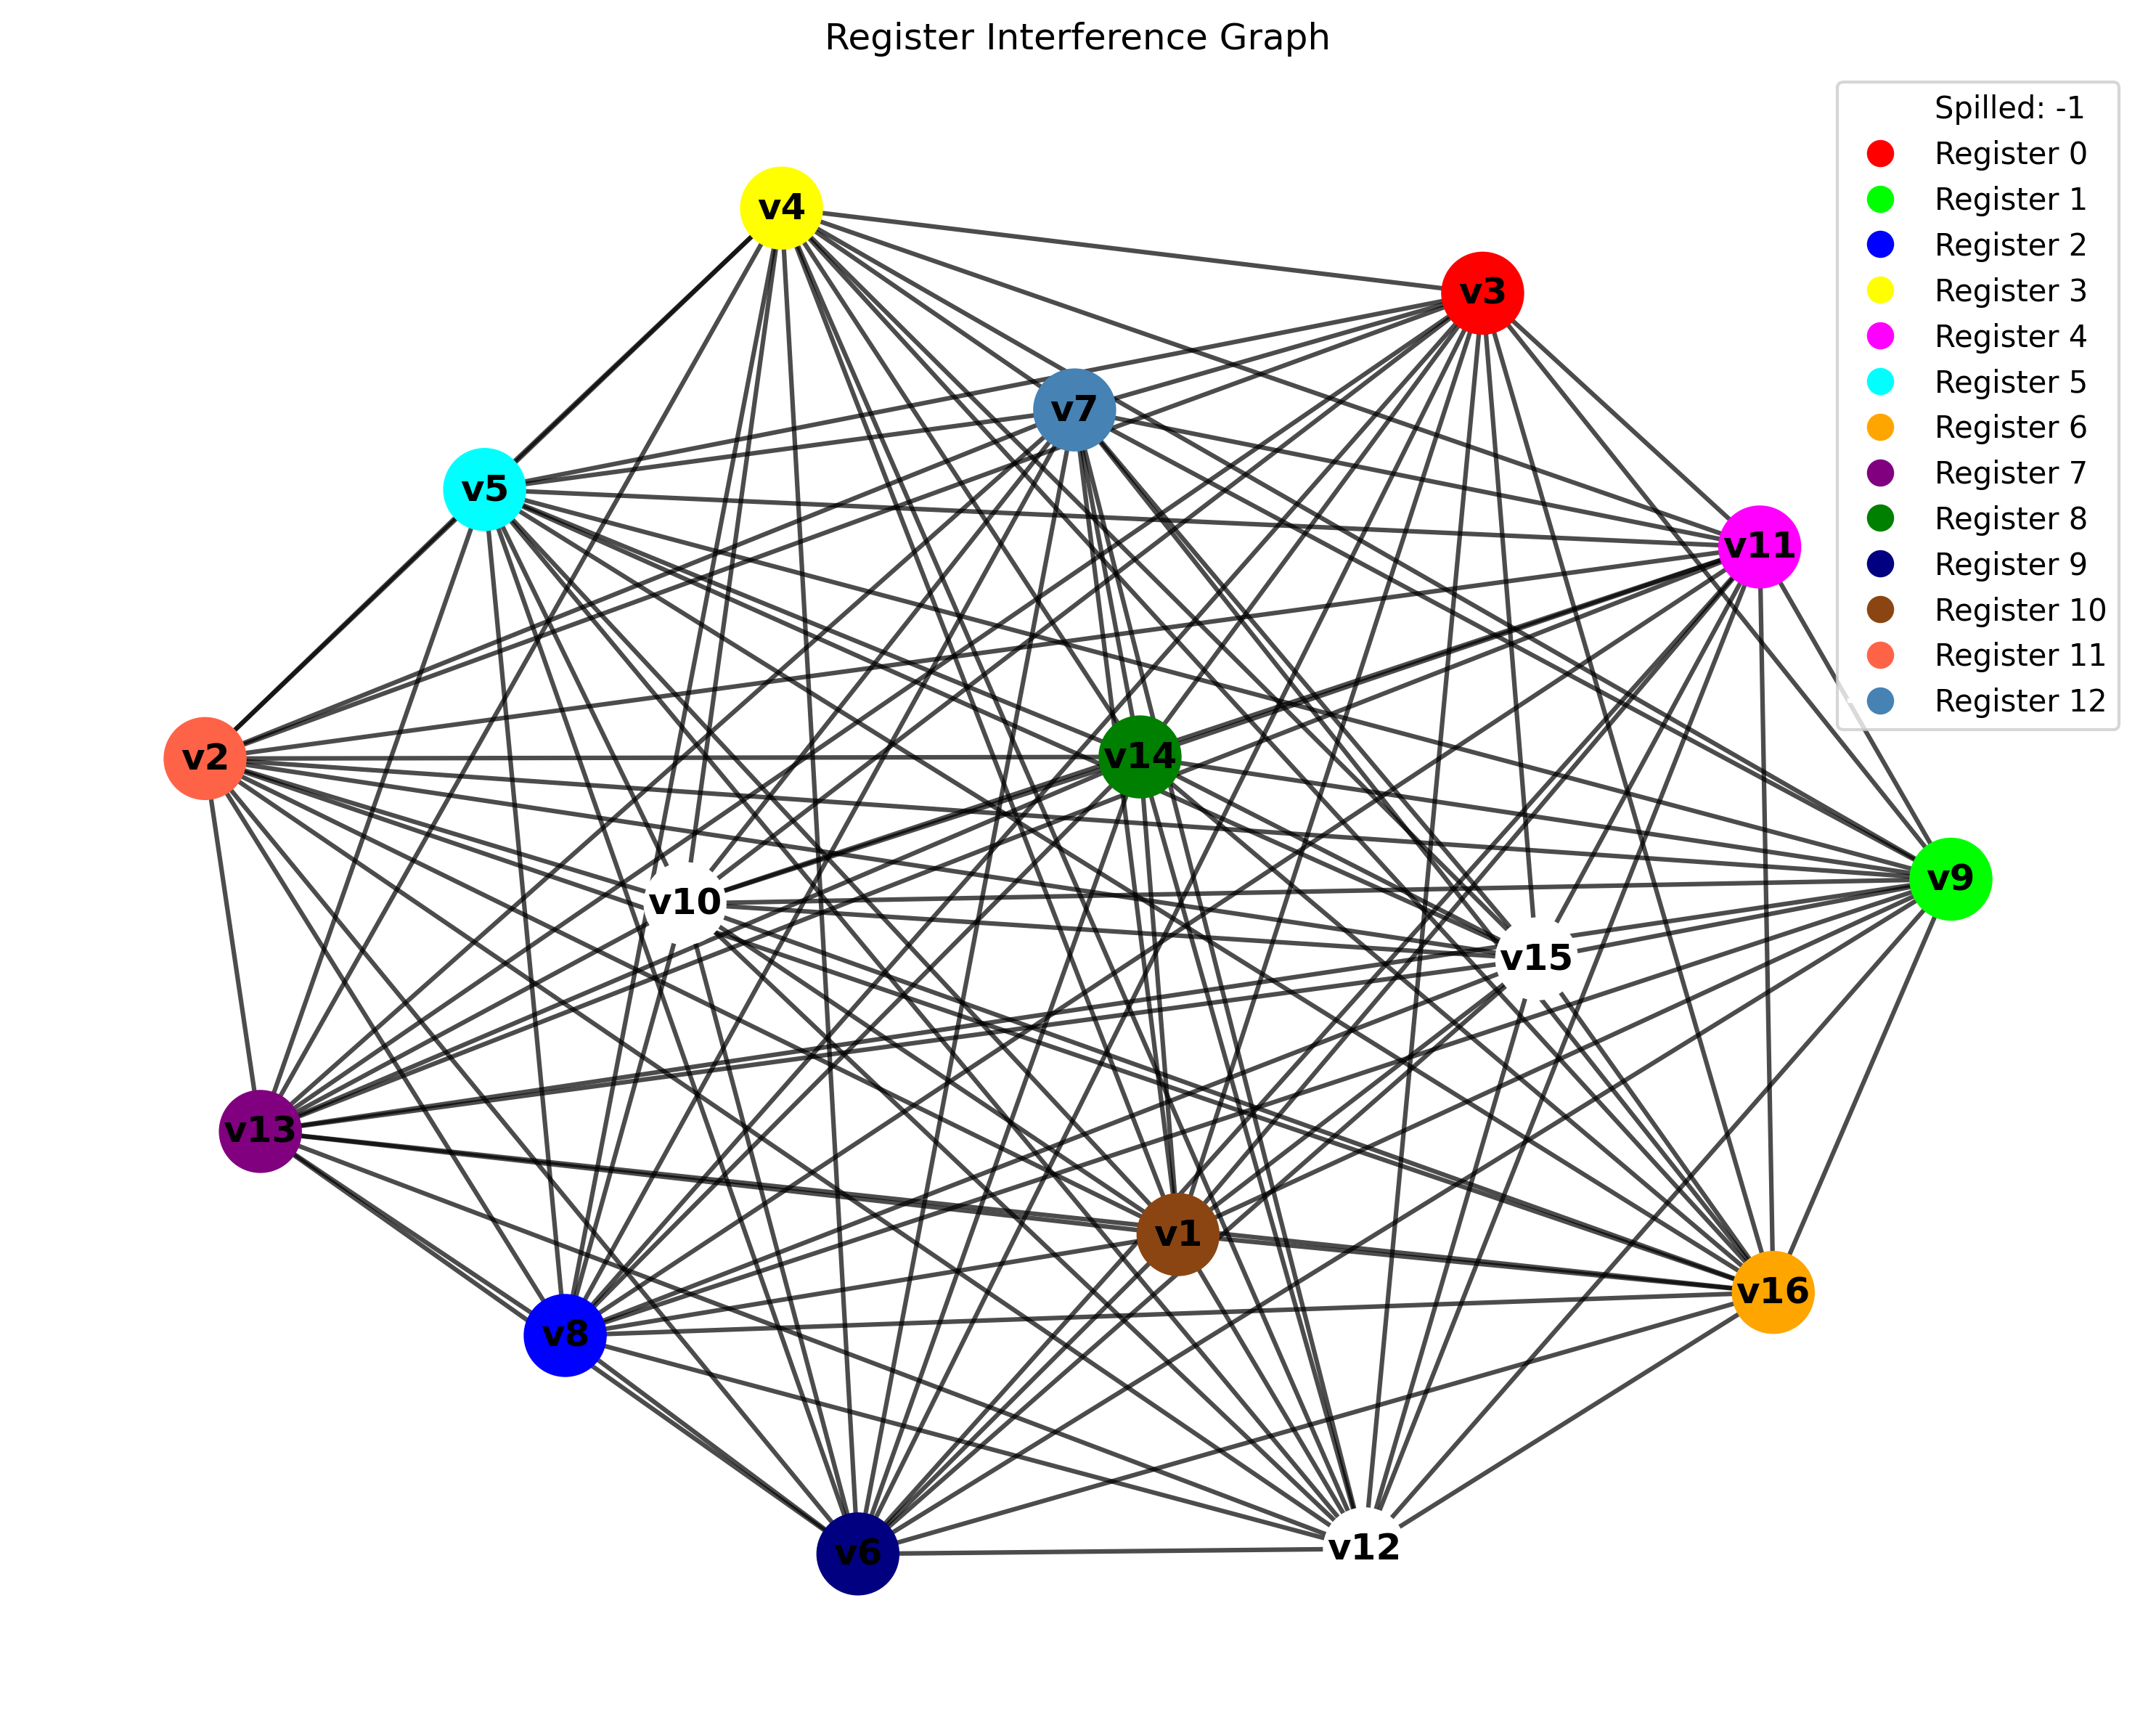 Register Interference Graph
Spilled: -1
Register 0
Register 1
Register 2
Register 3
Register 4
Register 5
Register 6
Register 7
Register 8
Register 9
Register 10
Register 11
Register 12
v4
v3
v7
v5
v11
v2
v14
v9
v10
v15
v13
v1
v16
v8
v12
v6